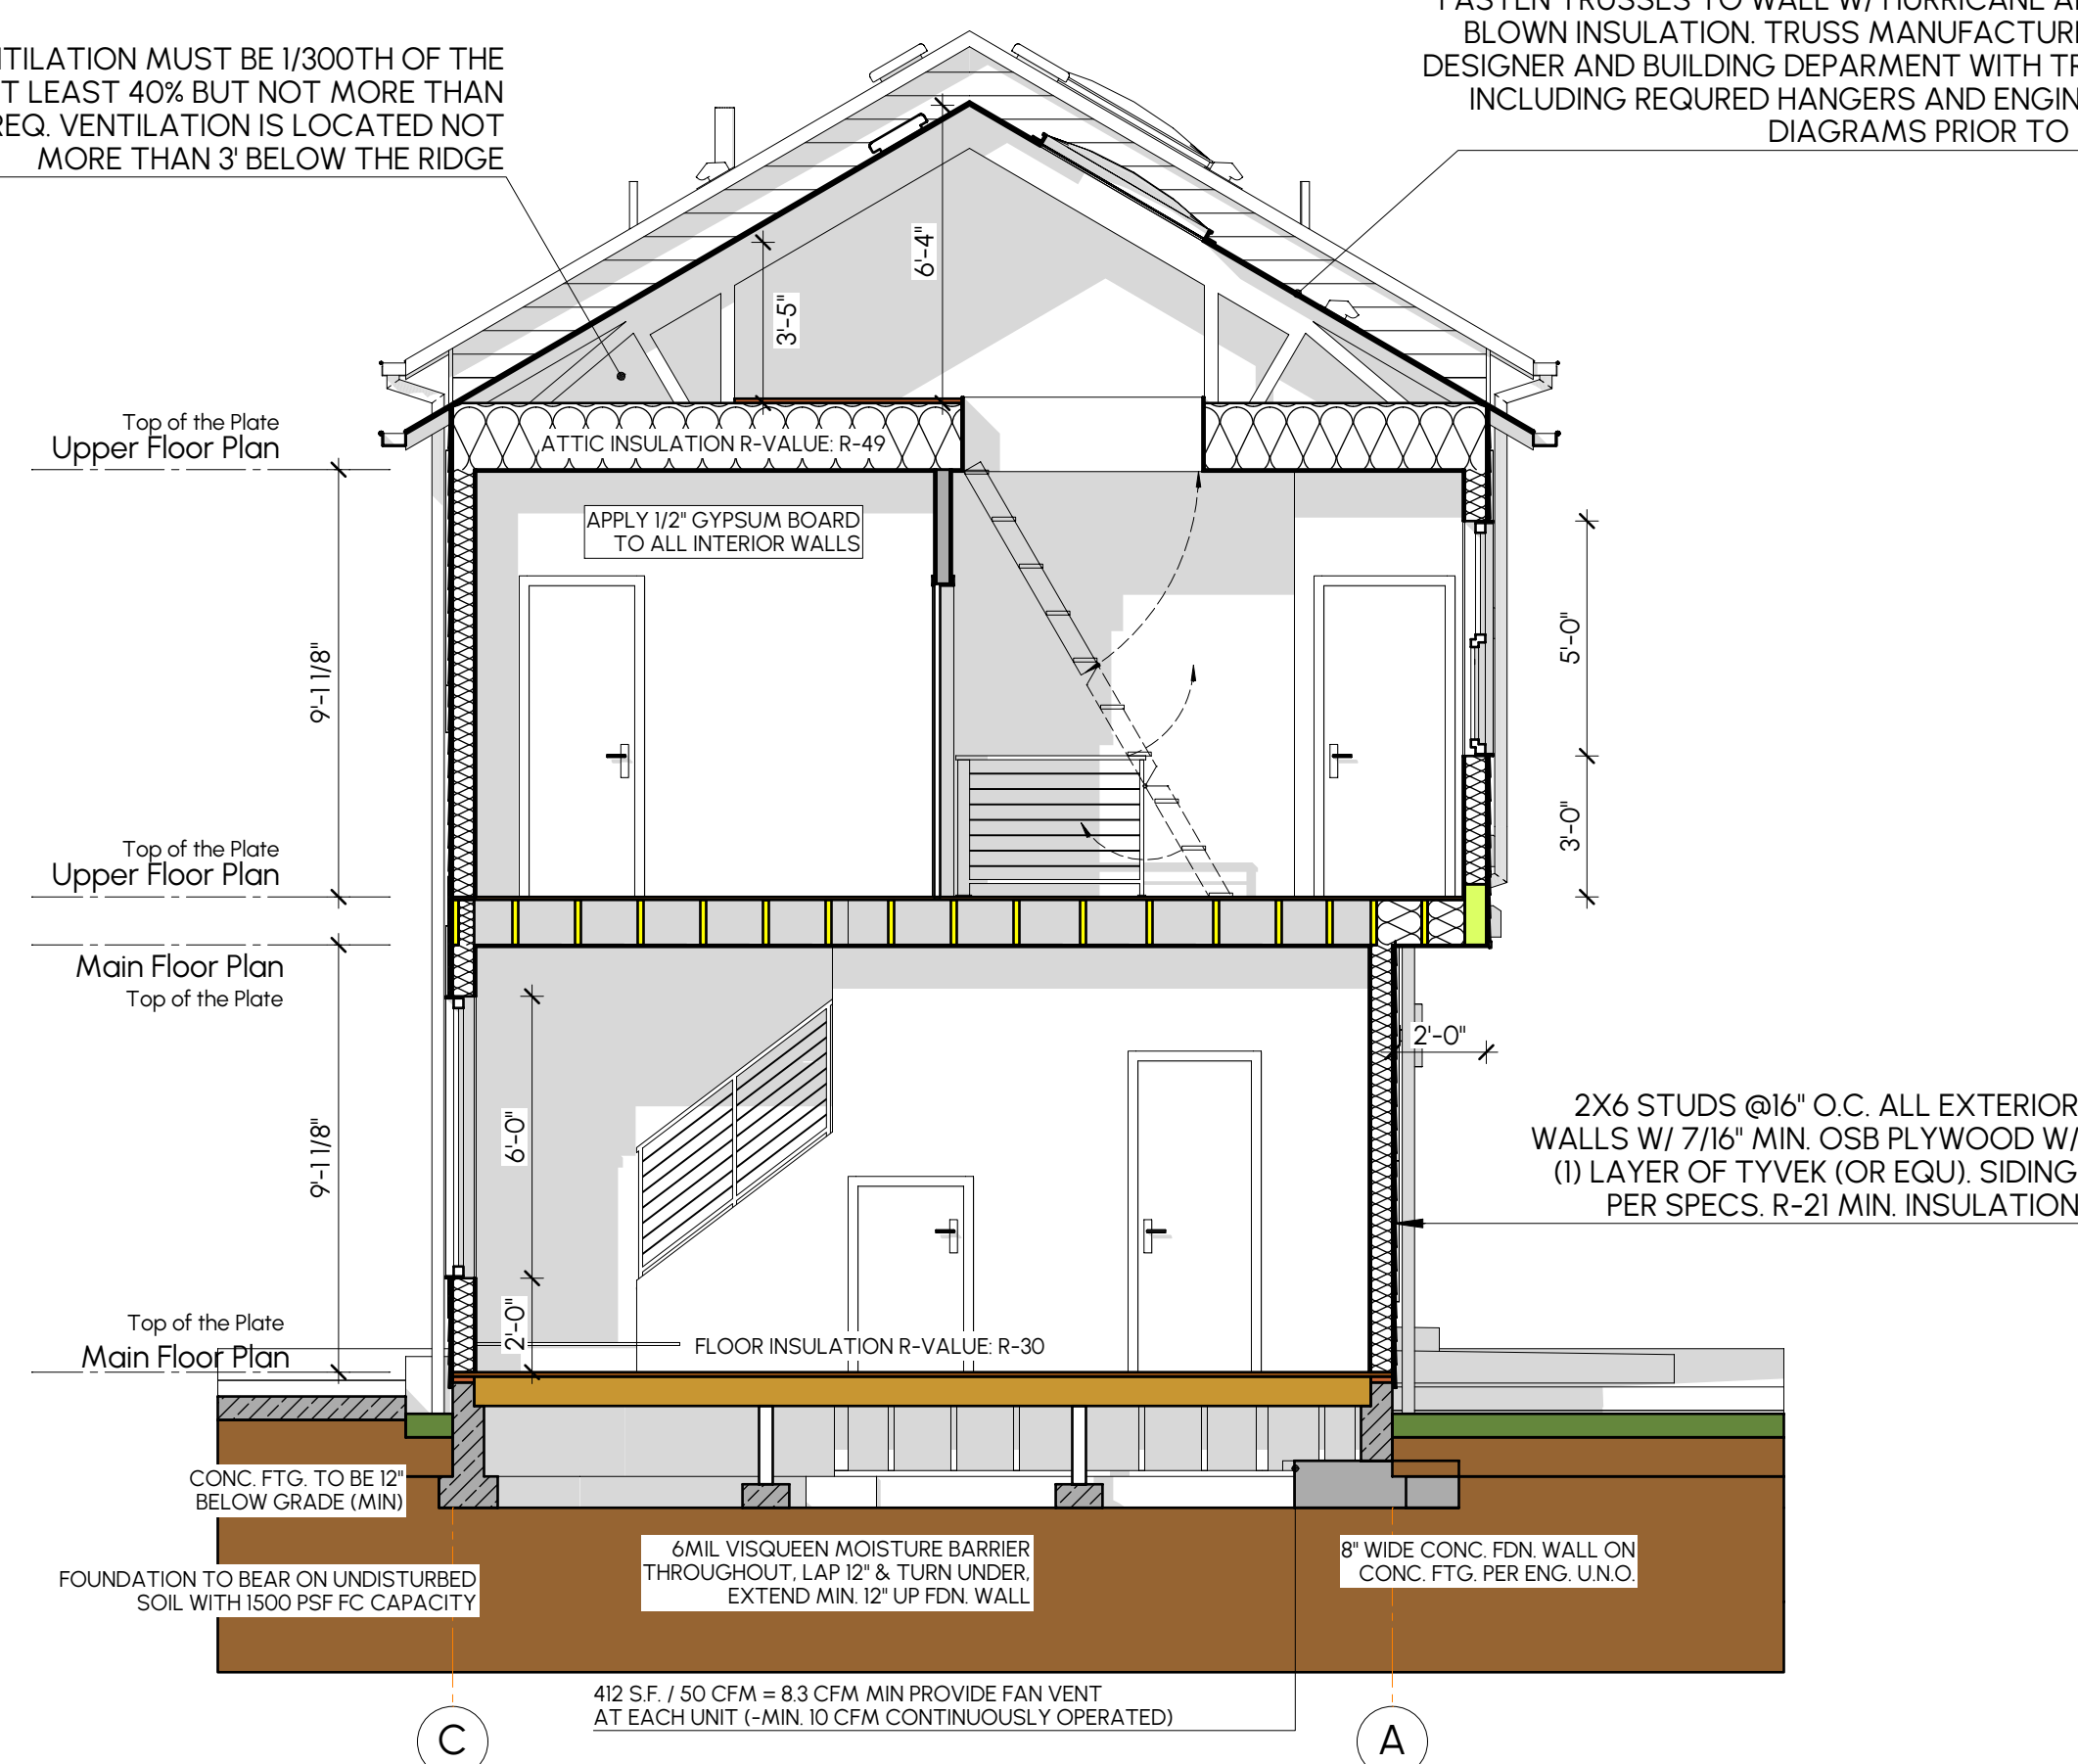 NTILATION MUST BE 1/300TH OF THE
T LEAST 40% BUT NOT MORE THAN
REQ. VENTILATION IS LOCATED NOT
MORE THAN 3' BELOW THE RIDGE
FASTEN TRUSSES TO WALL W/ HURRICANE
BLOWN INSULATION. TRUSS MANUFACTUR
DESIGNER AND BUILDING DEPARMENT WITH TR
INCLUDING REQURED HANGERS AND ENGIN
DIAGRAMS PRIOR TO
6'-4"
3'-5"
Top of the Plate
Upper Floor Plan
ATTIC INSULATION R-VALUE: R-49
APPLY 1/2" GYPSUM BOARD
TO ALL INTERIOR WALLS
9'-1 1/8"
5'-0"
3'-0"
Top of the Plate
Upper Floor Plan
Main Floor Plan
Top of the Plate
2'-0"
9'-1 1/8"
6'-0"
2'-0"
2X6 STUDS @16" O.C. ALL EXTERIOR
WALLS W/ 7/16" MIN. OSB PLYWOOD W/
(1) LAYER OF TYVEK (OR EQU). SIDING
PER SPECS. R-21 MIN. INSULATION
Top of the Plate
Main Floor Plan
FLOOR INSULATION R-VALUE: R-30
CONC. FTG. TO BE 12"
BELOW GRADE (MIN)
FOUNDATION TO BEAR ON UNDISTURBED
SOIL WITH 1500 PSF FC CAPACITY
6MIL VISQUEEN MOISTURE BARRIER
THROUGHOUT, LAP 12" & TURN UNDER,
EXTEND MIN. 12" UP FDN. WALL
8" WIDE CONC. FDN. WALL ON
CONC. FTG. PER ENG. U.N.O.
412 S.F. / 50 CFM = 8.3 CFM MIN PROVIDE FAN VENT
AT EACH UNIT (-MIN. 10 CFM CONTINUOUSLY OPERATED)
C
A